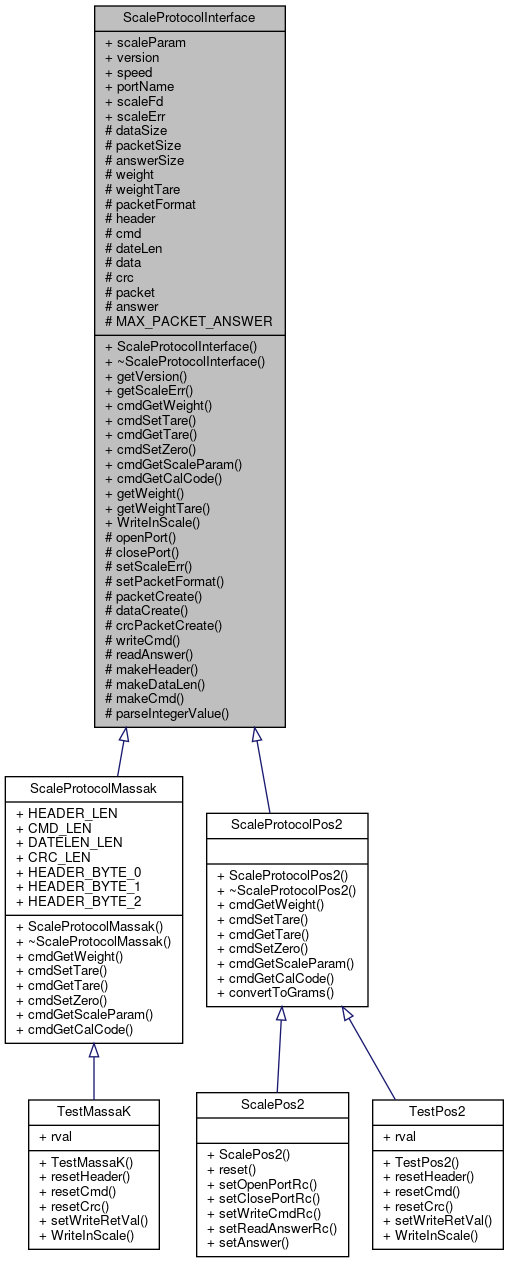 ScaleProtocolInterface
+ scaleParam
+ version
+ speed
+ portName
+ scaleFd
+ scaleErr
# dataSize
# packetSize
# answerSize
# weight
# weightTare
# packetFormat
# header
# cmd
# dateLen
# data
# crc
# packet
# answer
# MAX_PACKET_ANSWER
+ ScaleProtocolInterface()
+ ~ScaleProtocolInterface()
+ getVersion()
+ getScaleErr()
+ cmdGetWeight()
+ cmdSetTare()
+ cmdGetTare()
+ cmdSetZero()
+ cmdGetScaleParam()
+ cmdGetCalCode()
+ getWeight()
+ getWeightTare()
+ WriteInScale()
# openPort()
# closePort()
# setScaleErr()
# setPacketFormat()
# packetCreate()
# dataCreate()
# crcPacketCreate()
# writeCmd()
# readAnswer()
# makeHeader()
# makeDataLen()
# makeCmd()
# parseIntegerValue()
ScaleProtocolMassak
+ HEADER_LEN
+ CMD_LEN
+ DATELEN_LEN
+ CRC_LEN
+ HEADER_BYTE_0
+ HEADER_BYTE_1
+ HEADER_BYTE_2
+ ScaleProtocolMassak()
+ ~ScaleProtocolMassak()
+ cmdGetWeight()
+ cmdSetTare()
+ cmdGetTare()
+ cmdSetZero()
+ cmdGetScaleParam()
+ cmdGetCalCode()
ScaleProtocolPos2
+ ScaleProtocolPos2()
+ ~ScaleProtocolPos2()
+ cmdGetWeight()
+ cmdSetTare()
+ cmdGetTare()
+ cmdSetZero()
+ cmdGetScaleParam()
+ cmdGetCalCode()
+ convertToGrams()
TestMassaK
+ rval
+ TestMassaK()
+ resetHeader()
+ resetCmd()
+ resetCrc()
+ setWriteRetVal()
+ WriteInScale()
ScalePos2
+ ScalePos2()
+ reset()
+ setOpenPortRc()
+ setClosePortRc()
+ setWriteCmdRc()
+ setReadAnswerRc()
+ setAnswer()
TestPos2
+ rval
+ TestPos2()
+ resetHeader()
+ resetCmd()
+ resetCrc()
+ setWriteRetVal()
+ WriteInScale()